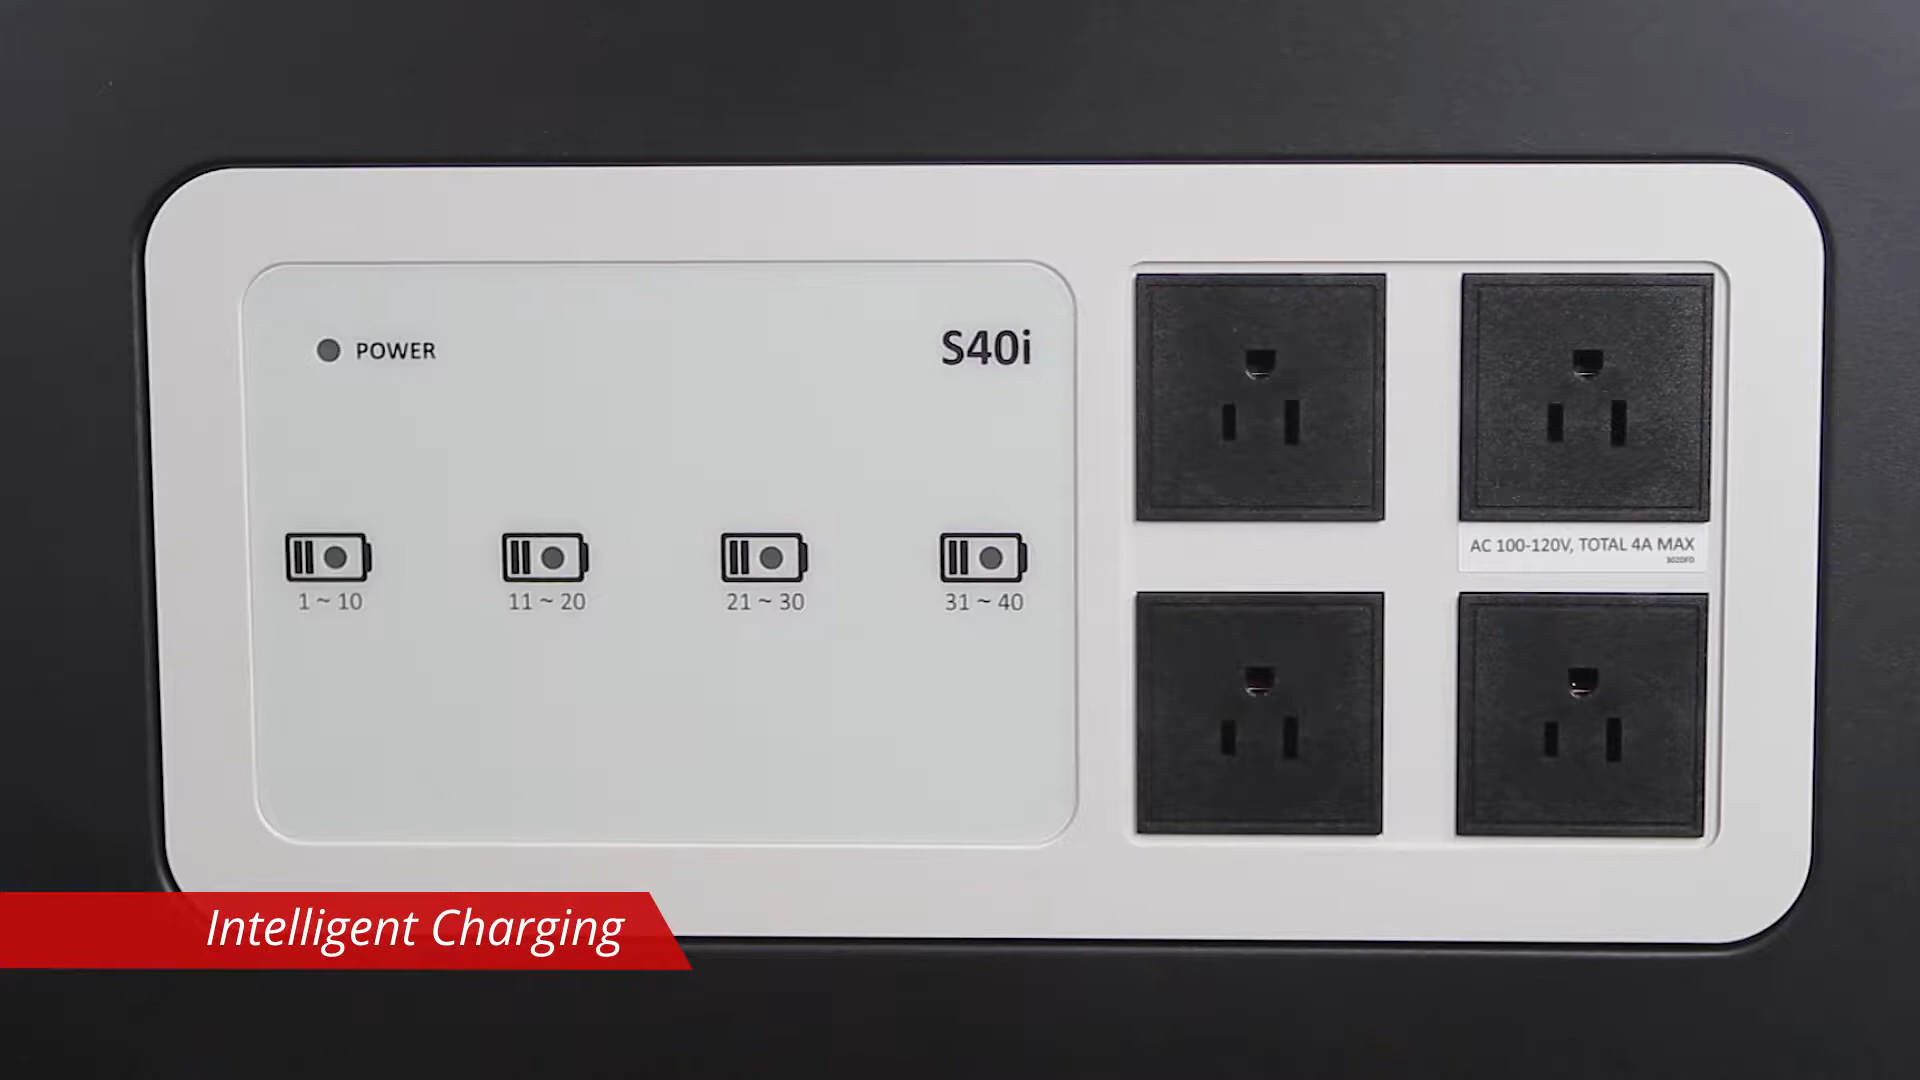 POWER
S40i
1 ~ 10
11 ~ 20
21 ~ 30
31 ~ 40
AC 100-120V, TOTAL 4A MAX
Intelligent Charging